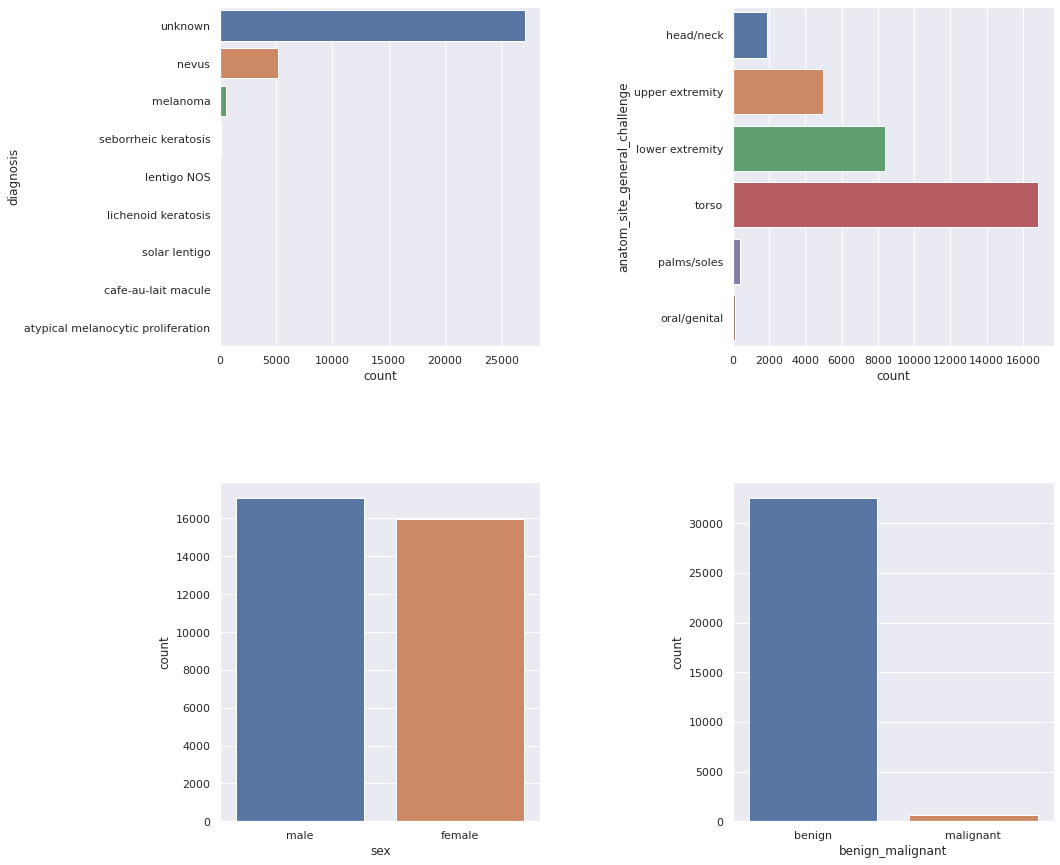 diagnosis
unknown
nevus
melanoma
seborrheic keratosis
lentigo NOS
lichenoid keratosis
solar lentigo
cafe-au-lait macule
atypical melanocytic proliferation
0 5000 10000 15000 20000 25000
count
anatom_site_general_challenge
head/neck
upper extremity
lower extremity
torso
palms/soles
oral/genital
0 2000 4000 6000 8000 10000 12000 14000 16000
count
count
16000
14000
12000
10000
8000
6000
4000
2000
0
male female
sex
count
30000
25000
20000
15000
10000
5000
0
benign malignant
benign_malignant